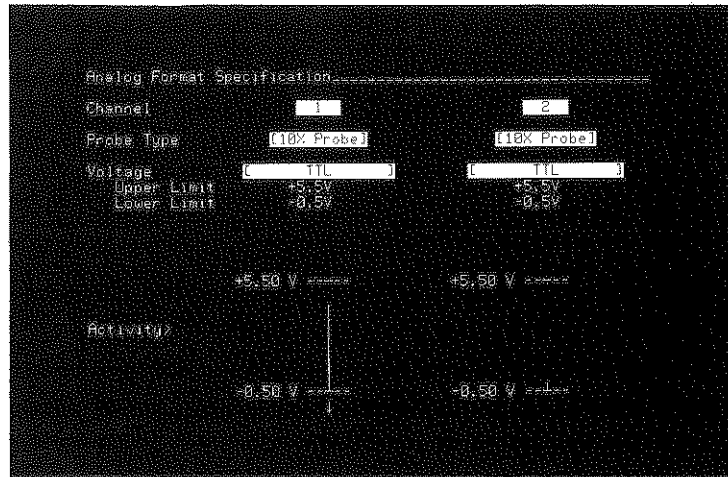 Analog Format Specification
Channel 1 2
Probe Type [10X Probe] [10X Probe]
Voltage [ TTL ] [ TTL ]
Upper Limit +5.5V +5.5V
Lower Limit -0.5V -0.5V
+5.50 V ----- +5.50 V -----
Activity>
-0.50 V ----- -0.50 V -----